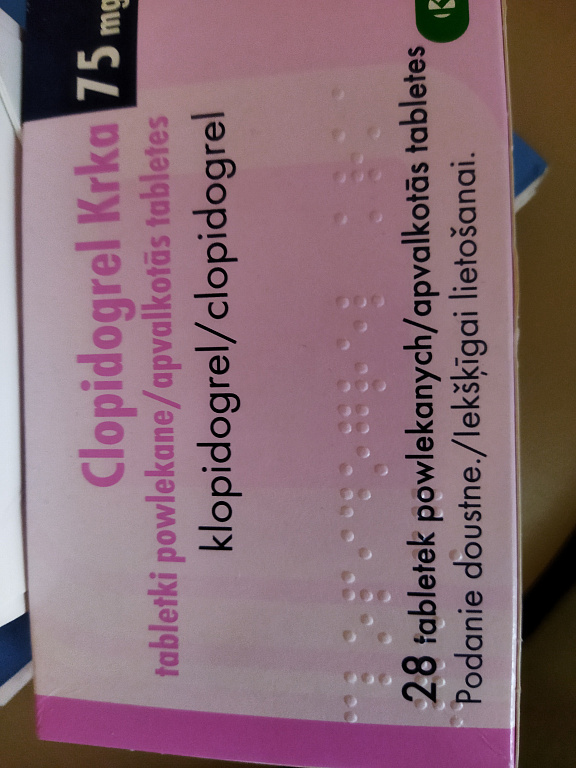 Clopidogrel Krka 75 mg
tabletki powlekane/apvalkotās tabletes
klopidogrel/clopidogrel
28 tabletek powlekanych/apvalkotās tabletes
Podanie doustne./Iekšķīgai lietošanai.